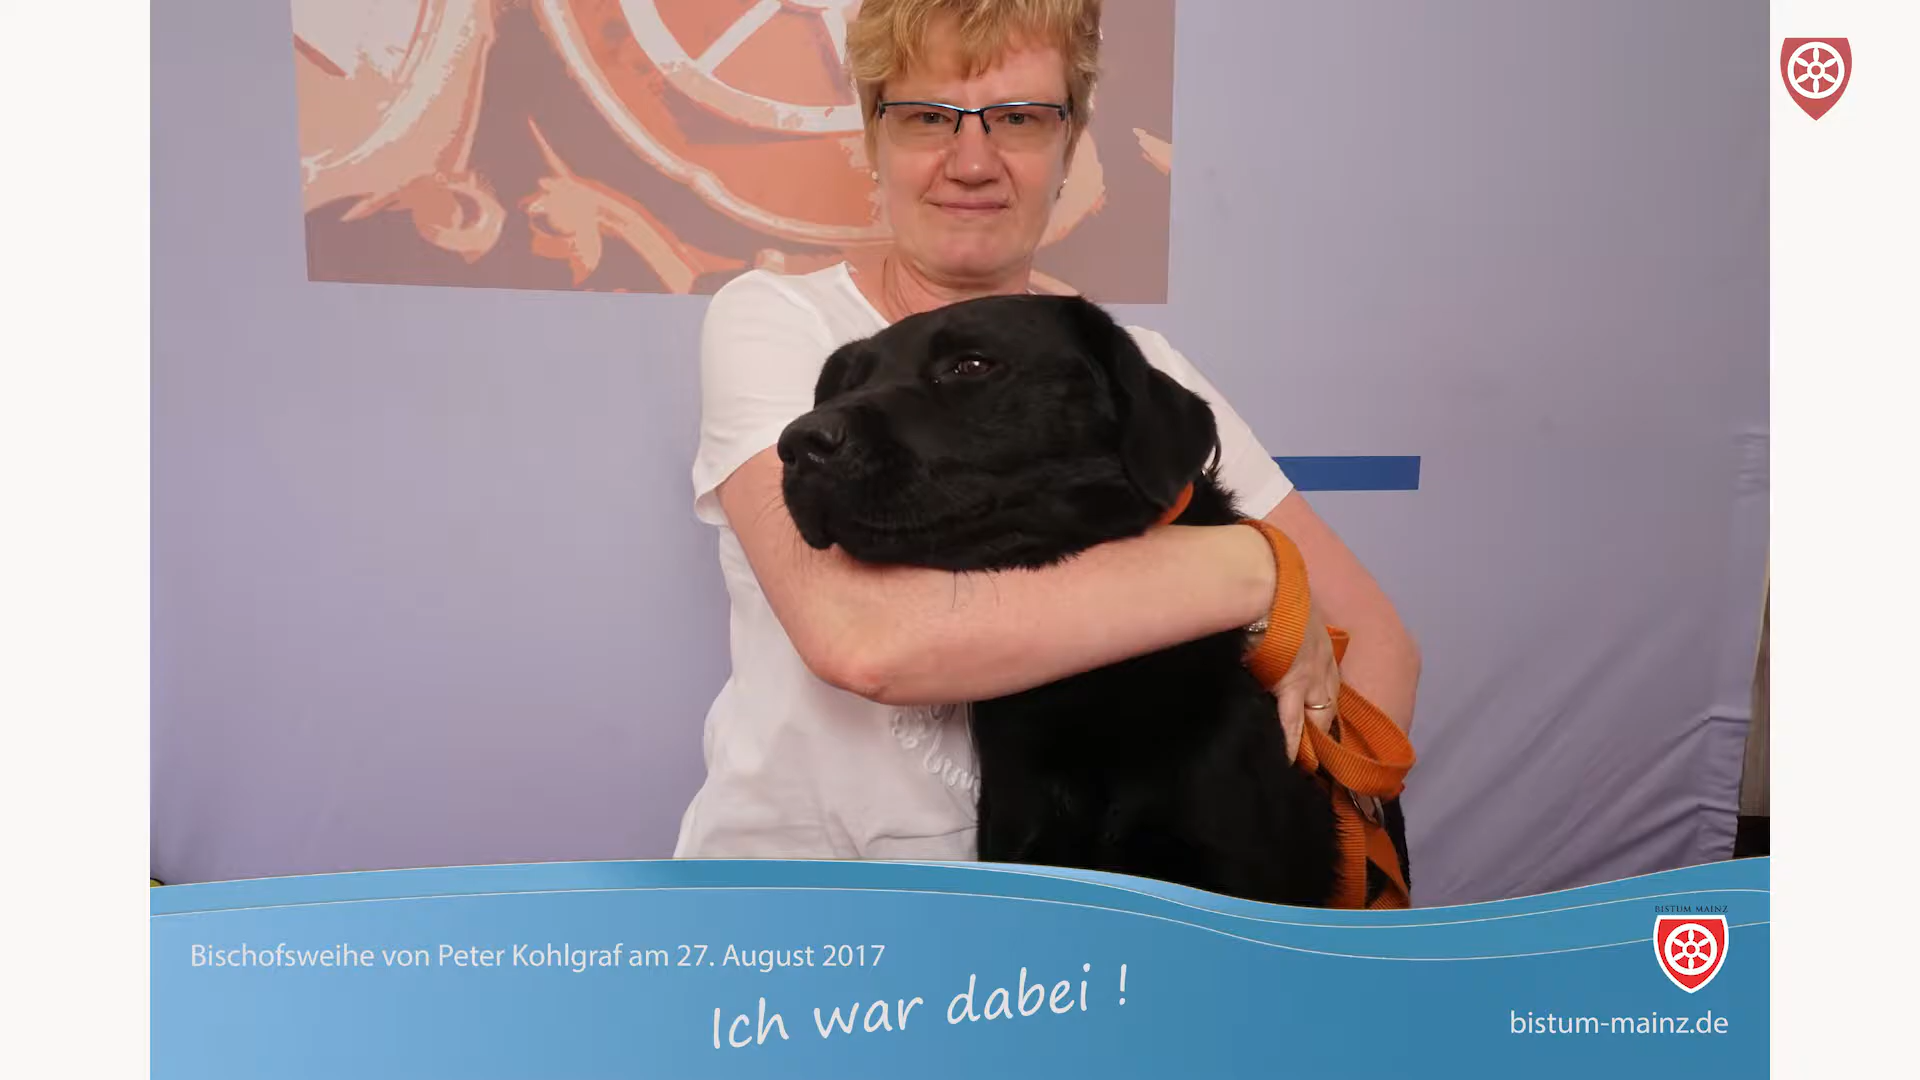 Bischofsweihe von Peter Kohlgraf am 27. August 2017
Ich war dabei !
BISTUM MAINZ
bistum-mainz.de